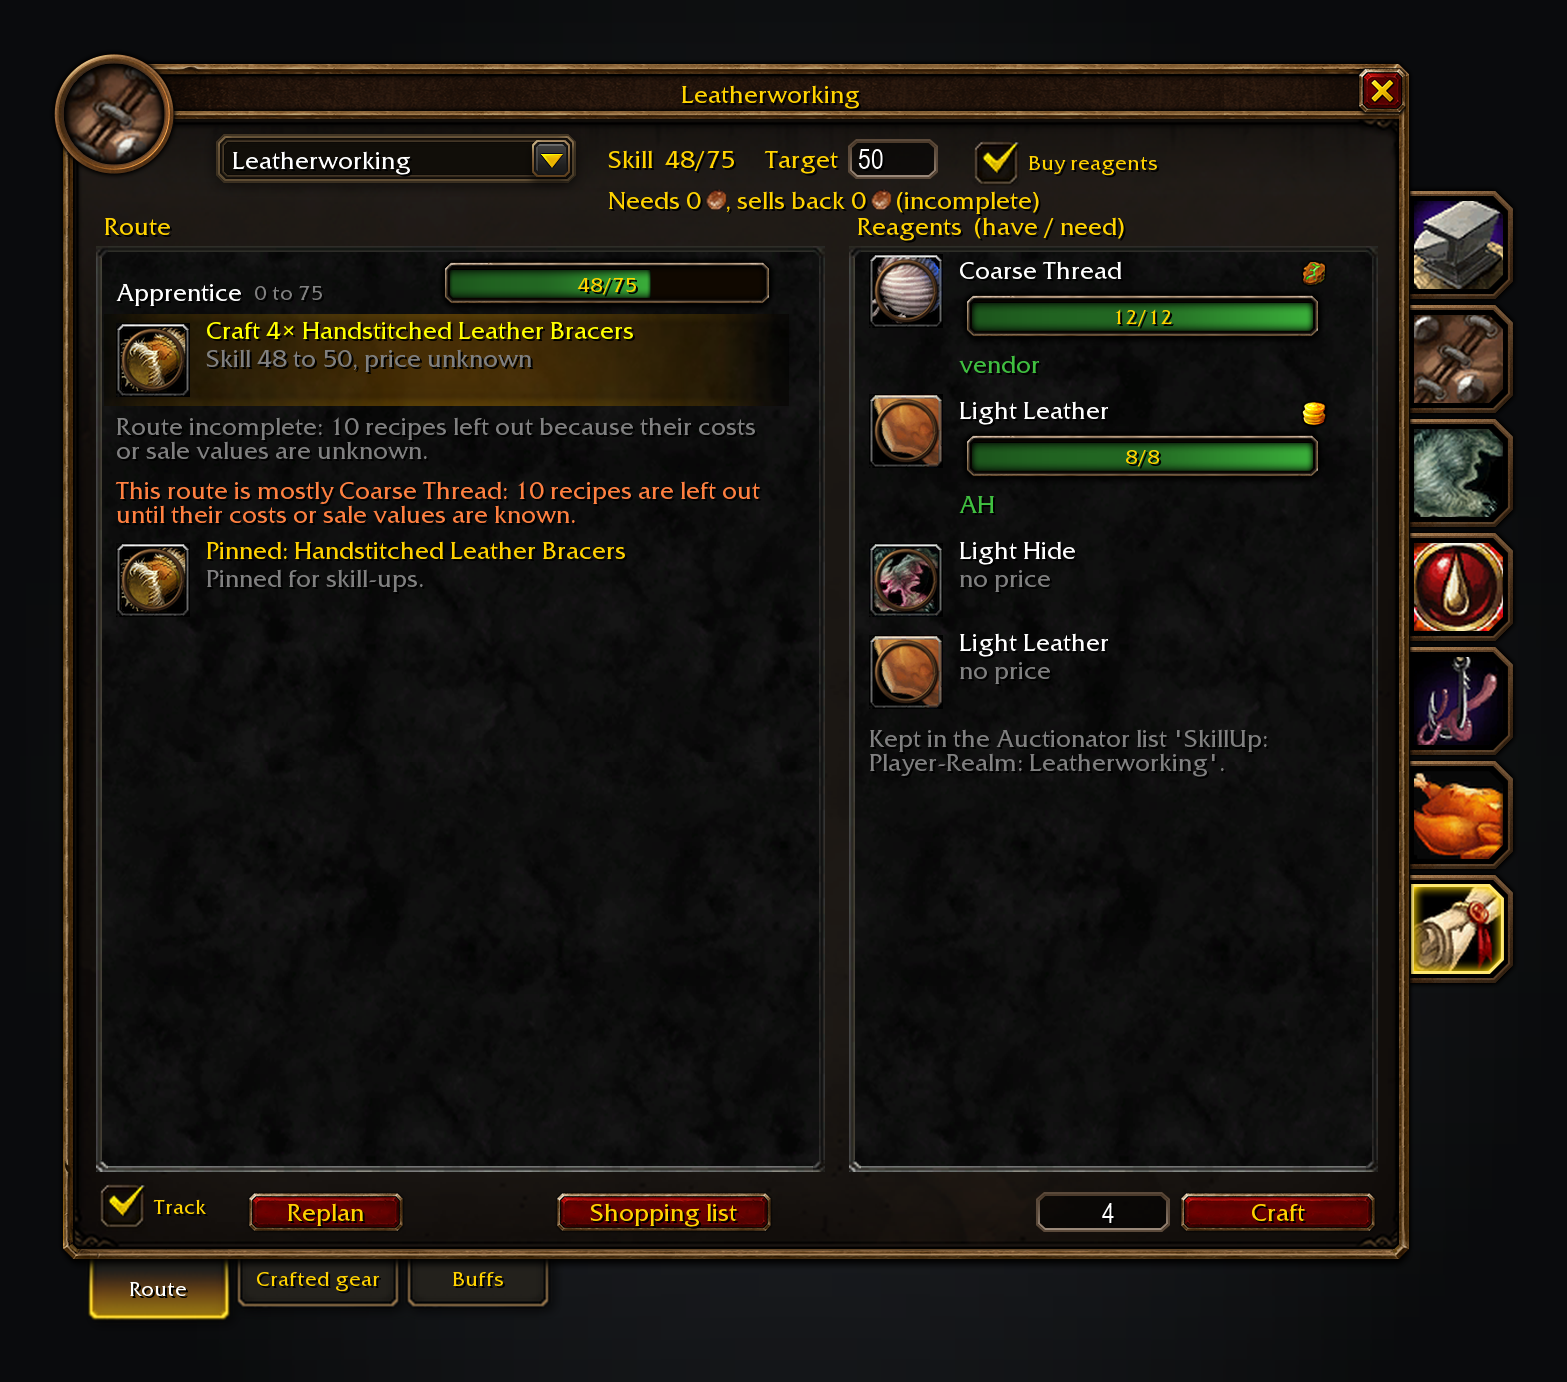 Leatherworking
Leatherworking
Skill 48/75 Target 50 Buy reagents
Needs 0, sells back 0 (incomplete)
Route
Reagents (have / need)
Apprentice 0 to 75
48/75
Craft 4× Handstitched Leather Bracers
Skill 48 to 50, price unknown
Route incomplete: 10 recipes left out because their costs
or sale values are unknown.
This route is mostly Coarse Thread: 10 recipes are left out
until their costs or sale values are known.
Pinned: Handstitched Leather Bracers
Pinned for skill-ups.
Coarse Thread
12/12
vendor
Light Leather
8/8
AH
Light Hide
no price
Light Leather
no price
Kept in the Auctionator list 'SkillUp:
Player-Realm: Leatherworking'.
Track
Replan
Shopping list
4
Craft
Route
Crafted gear
Buffs